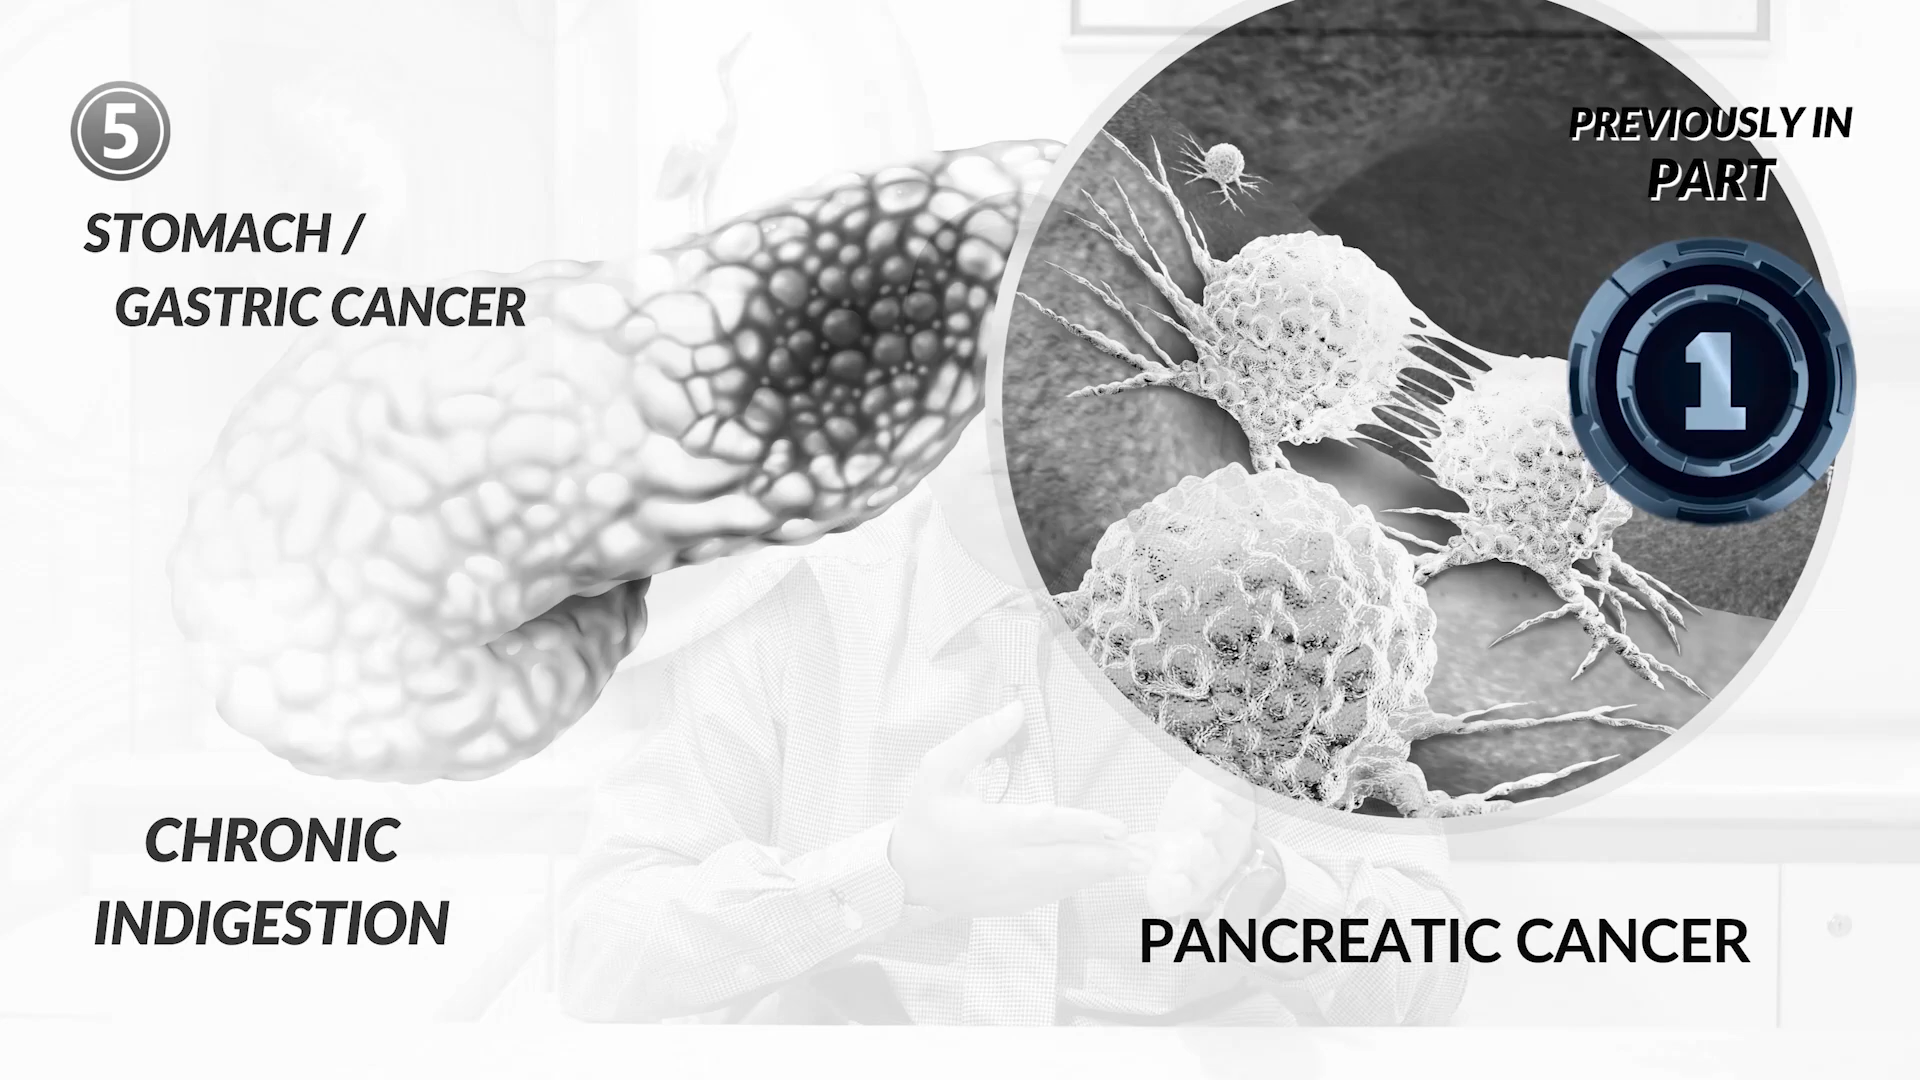 5
STOMACH /
GASTRIC CANCER
CHRONIC
INDIGESTION
PREVIOUSLY IN
PART
1
PANCREATIC CANCER